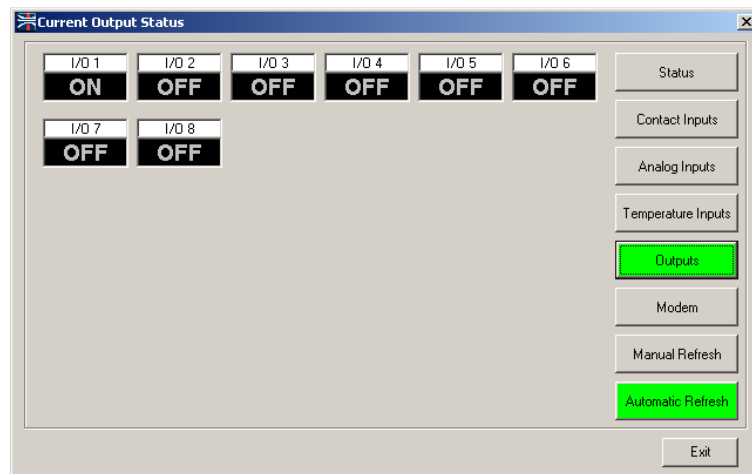 Current Output Status
I/O 1 I/O 2 I/O 3 I/O 4 I/O 5 I/O 6
ON OFF OFF OFF OFF OFF
I/O 7 I/O 8
OFF OFF
Status
Contact Inputs
Analog Inputs
Temperature Inputs
Outputs
Modem
Manual Refresh
Automatic Refresh
Exit